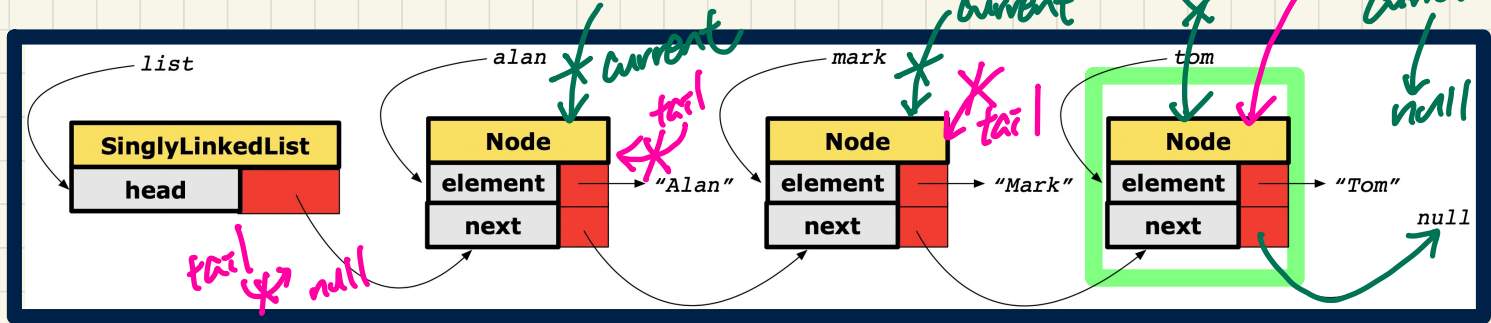 current
list
alan
current
mark
tom
null
tail
tail
SinglyLinkedList
Node
Node
Node
head
element
"Alan"
element
"Mark"
element
"Tom"
next
next
next
null
tail
null